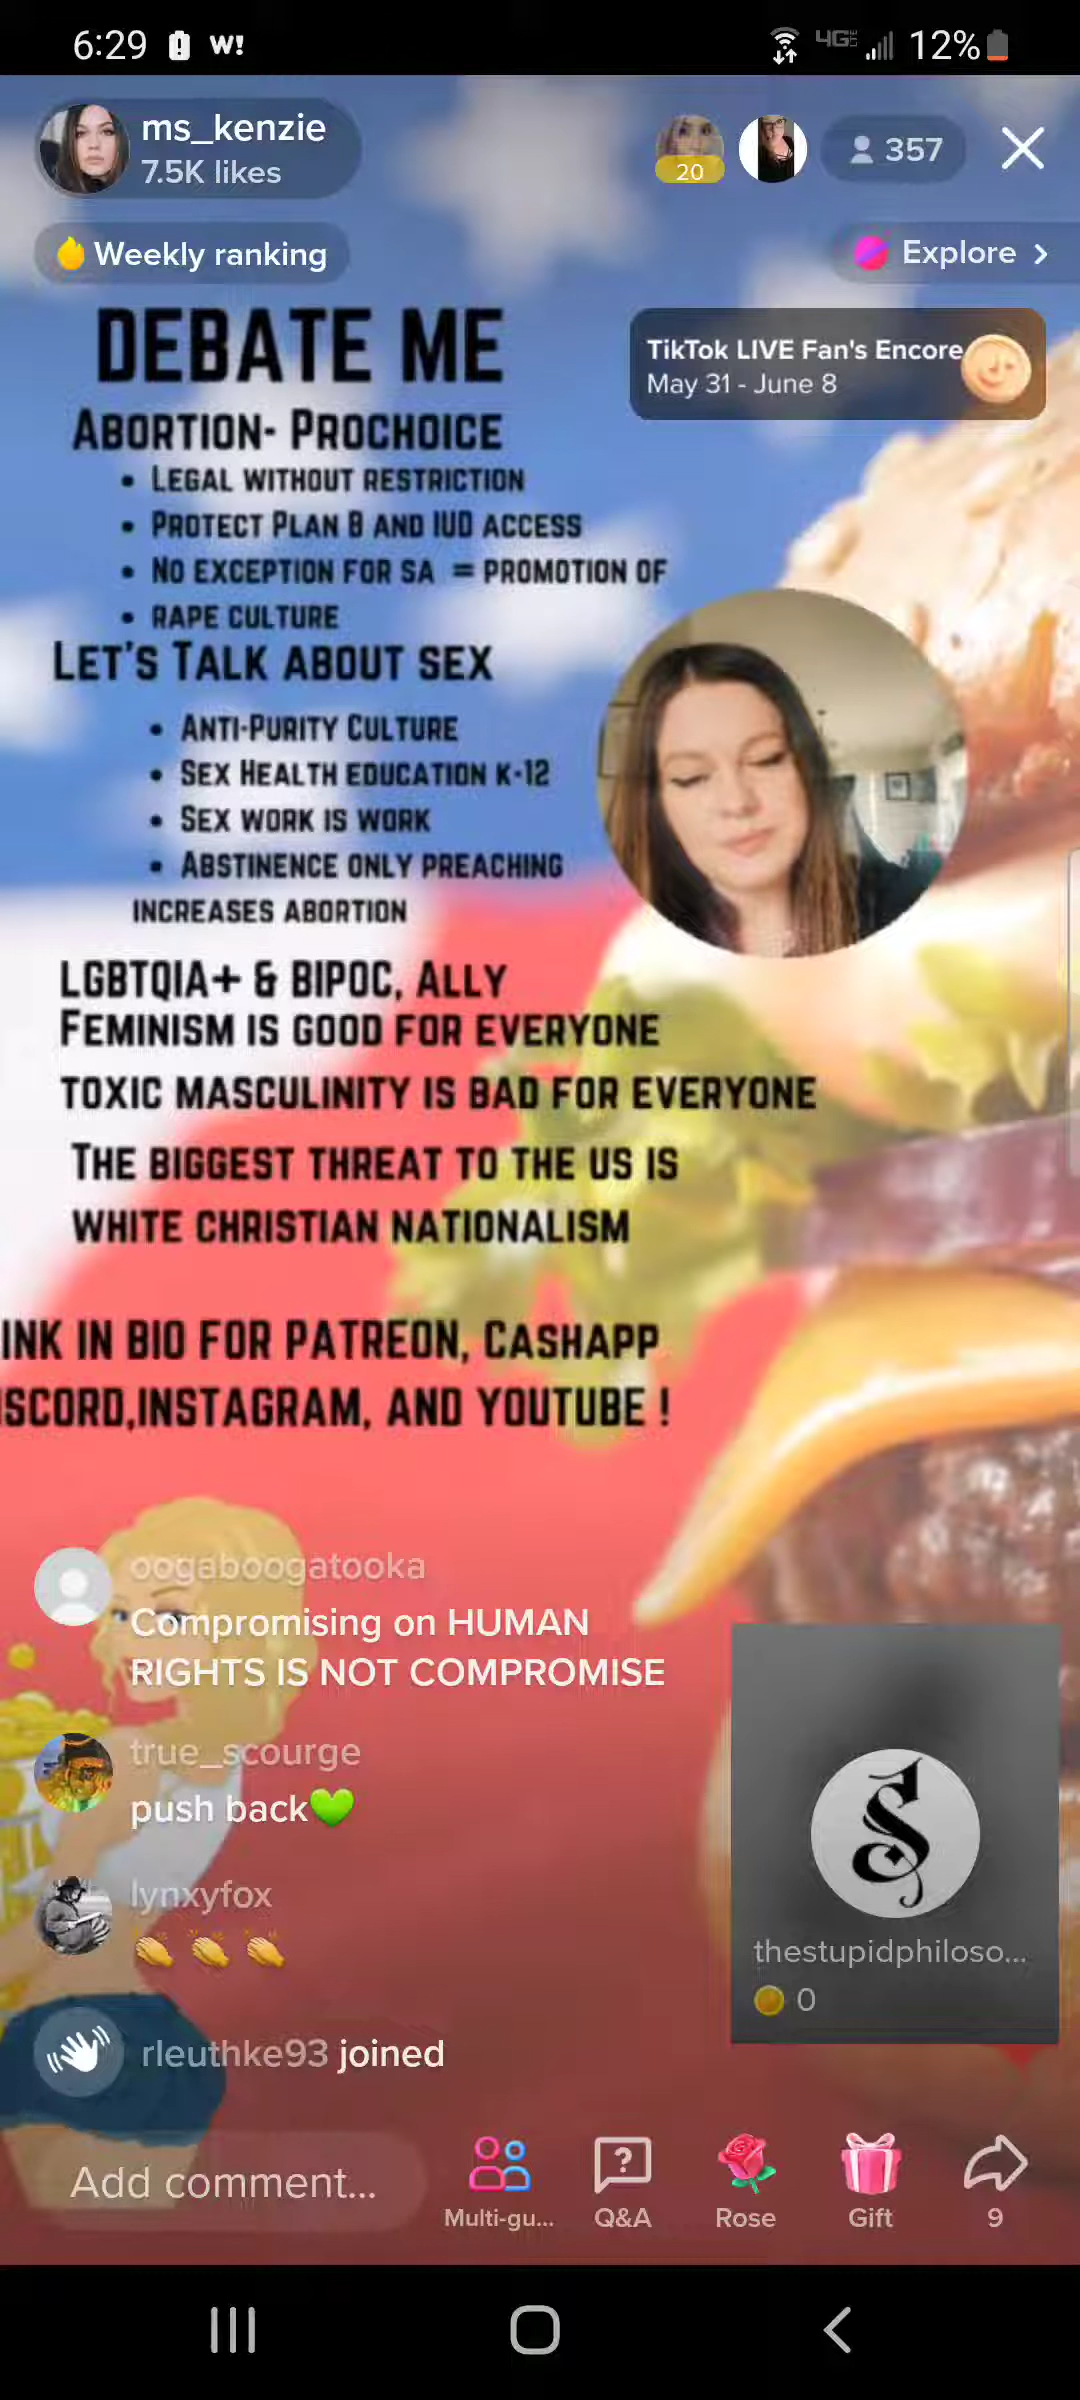 6:29 W! 4G 12%
ms_kenzie
7.5K likes
20
357
Weekly ranking
Explore
TikTok LIVE Fan's Encore
May 31 - June 8
DEBATE ME
ABORTION- PROCHOICE
• LEGAL WITHOUT RESTRICTION
• PROTECT PLAN B AND IUD ACCESS
• NO EXCEPTION FOR SA = PROMOTION OF
• RAPE CULTURE
LET'S TALK ABOUT SEX
• ANTI-PURITY CULTURE
• SEX HEALTH EDUCATION K-12
• SEX WORK IS WORK
• ABSTINENCE ONLY PREACHING
INCREASES ABORTION
LGBTQIA+ & BIPOC, ALLY
FEMINISM IS GOOD FOR EVERYONE
TOXIC MASCULINITY IS BAD FOR EVERYONE
THE BIGGEST THREAT TO THE US IS
WHITE CHRISTIAN NATIONALISM
INK IN BIO FOR PATREON, CASHAPP
ISCORD,INSTAGRAM, AND YOUTUBE !
oogaboogatooka
Compromising on HUMAN
RIGHTS IS NOT COMPROMISE
true_scourge
push back💚
lynxyfox
👏 👏 👏
S
thestupidphiloso...
0
rleuthke93 joined
Add comment...
Multi-gu...
Q&A
Rose
Gift
9